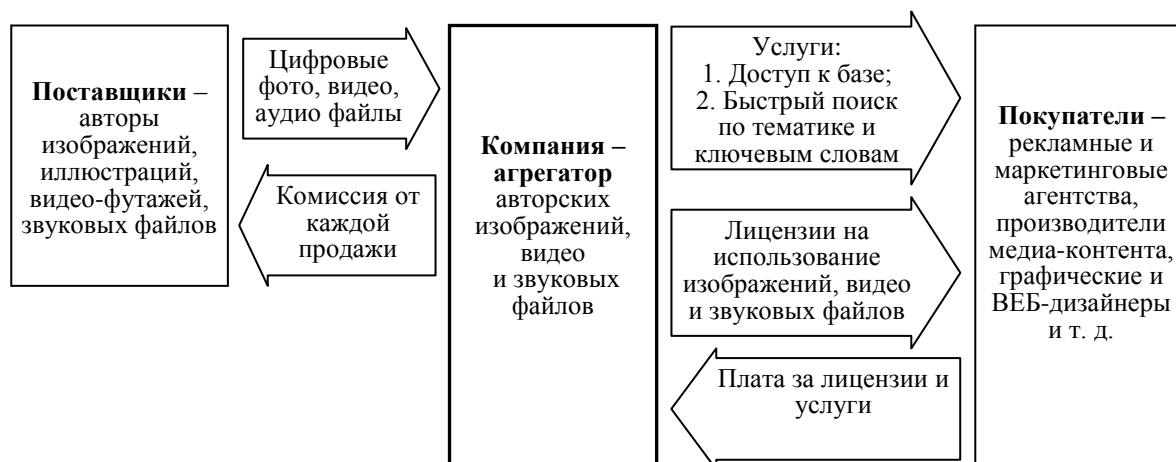 Поставщики –
авторы
изображений,
иллюстраций,
видео-футажей,
звуковых файлов
Цифровые
фото, видео,
аудио файлы
Комиссия от
каждой
продажи
Компания –
агрегатор
авторских
изображений,
видео
и звуковых
файлов
Услуги:
1. Доступ к базе;
2. Быстрый поиск
по тематике и
ключевым словам
Лицензии на
использование
изображений, видео
и звуковых файлов
Плата за лицензии и
услуги
Покупатели –
рекламные и
маркетинговые
агентства,
производители
медиа-контента,
графические и
ВЕБ-дизайнеры
и т. д.